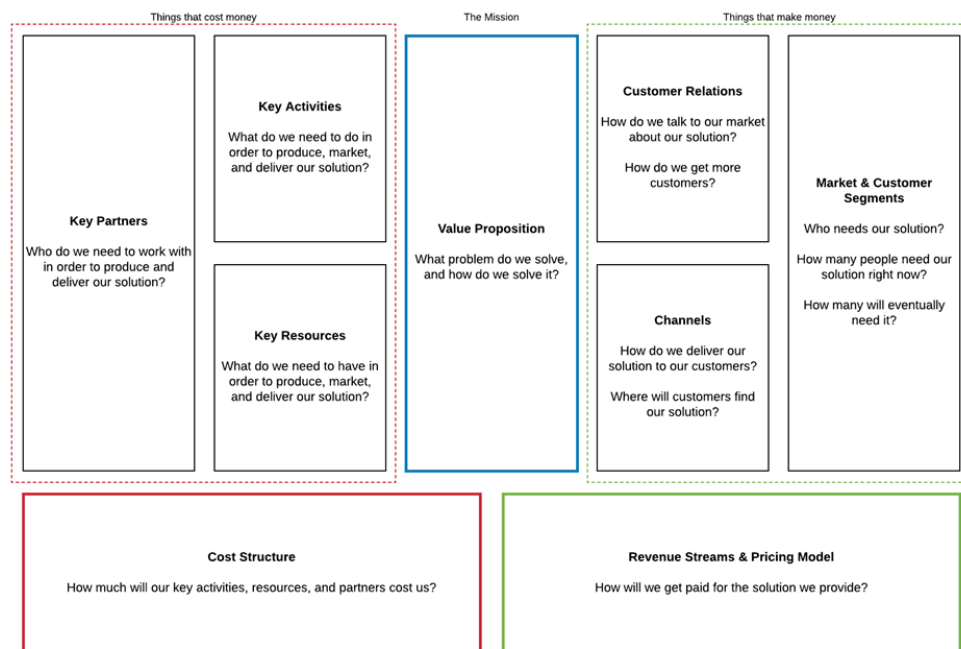 Things that cost money
The Mission
Things that make money
Key Partners
Who do we need to work with
in order to produce and
deliver our solution?
Key Activities
What do we need to do in
order to produce, market,
and deliver our solution?
Key Resources
What do we need to have in
order to produce, market,
and deliver our solution?
Value Proposition
What problem do we solve,
and how do we solve it?
Customer Relations
How do we talk to our market
about our solution?
How do we get more
customers?
Channels
How do we deliver our
solution to our customers?
Where will customers find
our solution?
Market & Customer
Segments
Who needs our solution?
How many people need our
solution right now?
How many will eventually
need it?
Cost Structure
How much will our key activities, resources, and partners cost us?
Revenue Streams & Pricing Model
How will we get paid for the solution we provide?